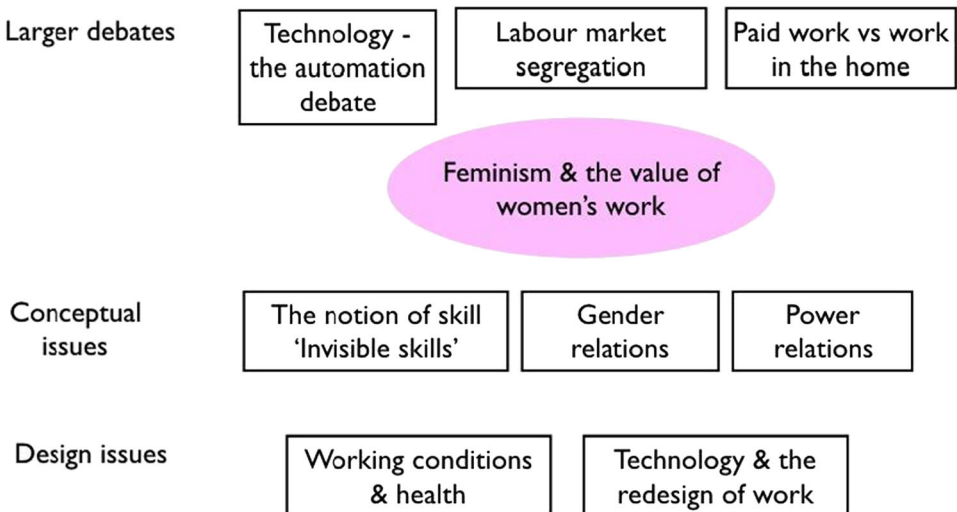 Larger debates
Technology -
the automation
debate
Labour market
segregation
Paid work vs work
in the home
Feminism & the value of
women's work
Conceptual
issues
The notion of skill
'Invisible skills'
Gender
relations
Power
relations
Design issues
Working conditions
& health
Technology & the
redesign of work